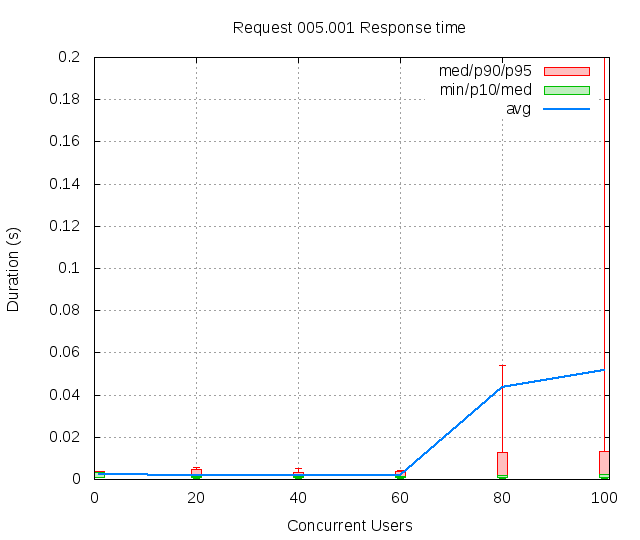 Request 005.001 Response time
med/p90/p95
min/p10/med
avg
0.2
0.18
0.16
0.14
0.12
0.1
0.08
0.06
0.04
0.02
0
Duration (s)
0 20 40 60 80 100
Concurrent Users